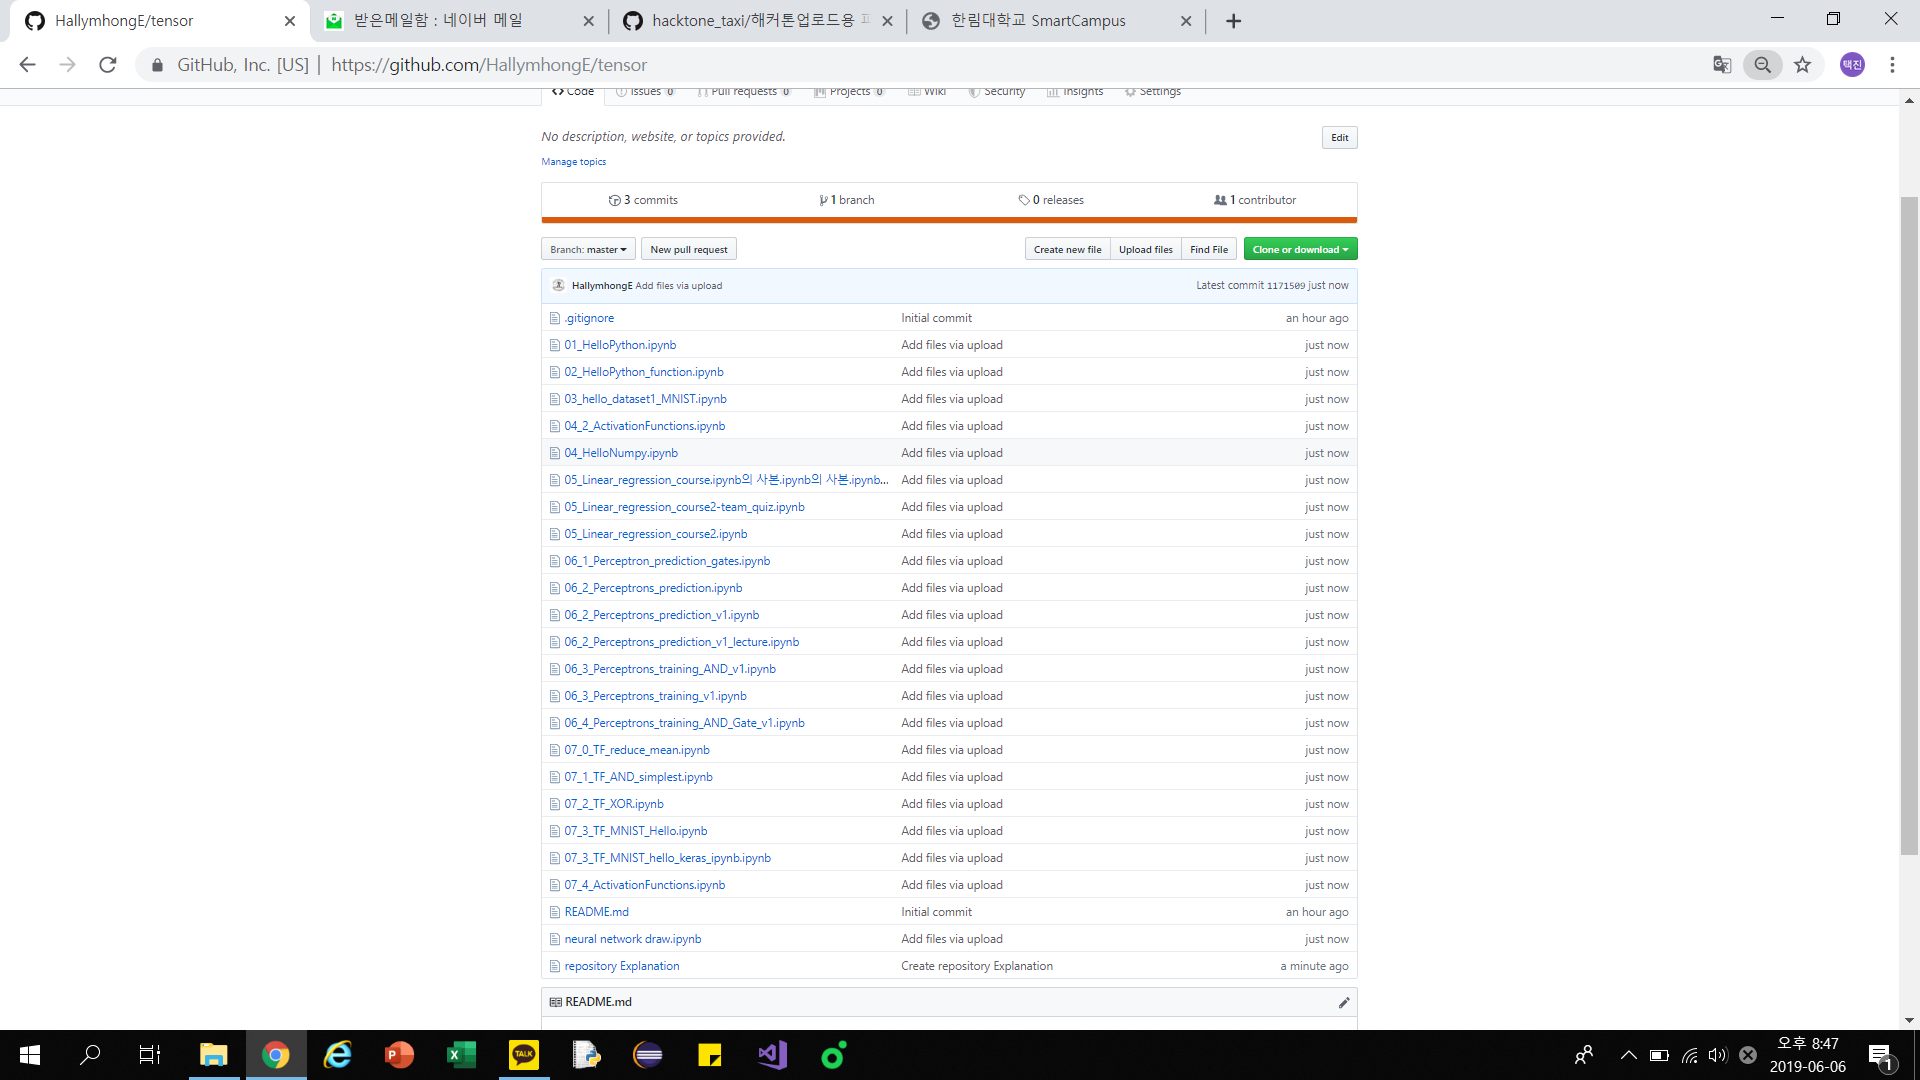 HallymhongE/tensor
받은메일함 : 네이버 메일
hacktone_taxi/해커톤업로드용
한림대학교 SmartCampus
GitHub, Inc. [US] | https://github.com/HallymhongE/tensor
택진
Code Issues 0 Pull requests 0 Projects 0 Wiki Security Insights Settings
No description, website, or topics provided.
Edit
Manage topics
3 commits 1 branch 0 releases 1 contributor
Branch: master New pull request Create new file Upload files Find File Clone or download
HallymhongE Add files via upload Latest commit 1171509 just now
.gitignore Initial commit an hour ago
01_HelloPython.ipynb Add files via upload just now
02_HelloPython_function.ipynb Add files via upload just now
03_hello_dataset1_MNIST.ipynb Add files via upload just now
04_2_ActivationFunctions.ipynb Add files via upload just now
04_HelloNumpy.ipynb Add files via upload just now
05_Linear_regression_course.ipynb의 사본.ipynb의 사본.ipynb... Add files via upload just now
05_Linear_regression_course2-team_quiz.ipynb Add files via upload just now
05_Linear_regression_course2.ipynb Add files via upload just now
06_1_Perceptron_prediction_gates.ipynb Add files via upload just now
06_2_Perceptrons_prediction.ipynb Add files via upload just now
06_2_Perceptrons_prediction_v1.ipynb Add files via upload just now
06_2_Perceptrons_prediction_v1_lecture.ipynb Add files via upload just now
06_3_Perceptrons_training_AND_v1.ipynb Add files via upload just now
06_3_Perceptrons_training_v1.ipynb Add files via upload just now
06_4_Perceptrons_training_AND_Gate_v1.ipynb Add files via upload just now
07_0_TF_reduce_mean.ipynb Add files via upload just now
07_1_TF_AND_simplest.ipynb Add files via upload just now
07_2_TF_XOR.ipynb Add files via upload just now
07_3_TF_MNIST_Hello.ipynb Add files via upload just now
07_3_TF_MNIST_hello_keras_ipynb.ipynb Add files via upload just now
07_4_ActivationFunctions.ipynb Add files via upload just now
README.md Initial commit an hour ago
neural network draw.ipynb Add files via upload just now
repository Explanation Create repository Explanation a minute ago
README.md
TALK
오후 8:47
2019-06-06
1